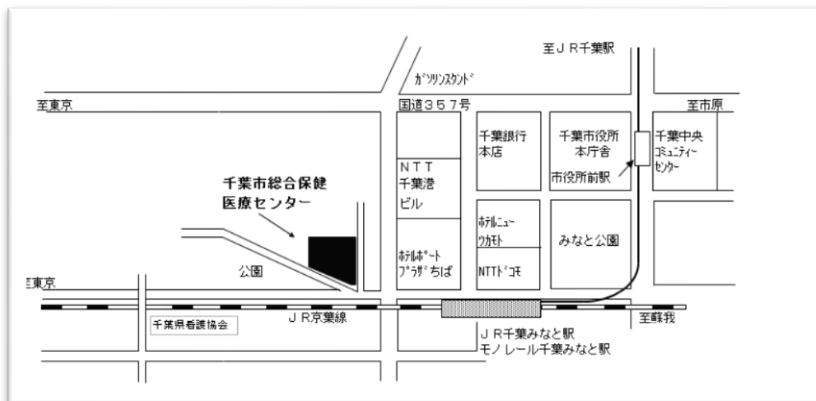 至ＪＲ千葉駅
ｶﾞｿﾘﾝｽﾀﾝﾄﾞ
至東京
国道３５７号
至市原
千葉銀行
本店
千葉市役所
本庁舎
千葉中央
ｺﾐｭﾆﾃｨｰ
ｾﾝﾀｰ
市役所前駅
ＮＴＴ
千葉港
ビル
千葉市総合保健
医療センター
ﾎﾃﾙﾆｭｰ
ﾂｶﾓﾄ
みなと公園
ﾎﾃﾙﾎﾟｰﾄ
ﾌﾟﾗｻﾞちば
NTTﾄﾞｺﾓ
公園
至東京
千葉県看護協会
ＪＲ京葉線
至蘇我
ＪＲ千葉みなと駅
モノレール千葉みなと駅